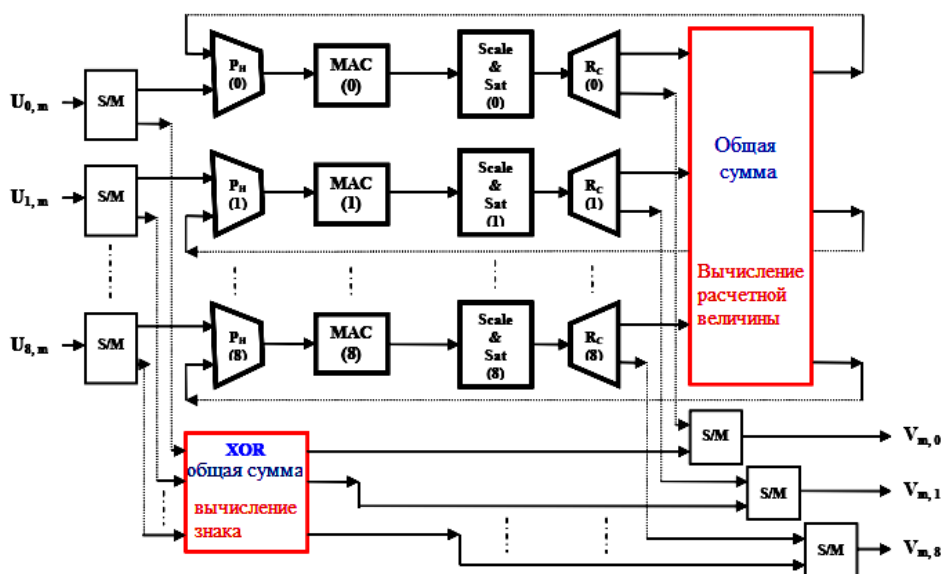 U0, m
S/M
PH
(0)
MAC
(0)
Scale
&
Sat
(0)
RC
(0)
U1, m
S/M
PH
(1)
MAC
(1)
Scale
&
Sat
(1)
RC
(1)
Общая
сумма
U8, m
S/M
PH
(8)
MAC
(8)
Scale
&
Sat
(8)
RC
(8)
Вычисление
расчетной
величины
XOR
общая сумма
вычисление
знака
S/M
Vm, 0
S/M
Vm, 1
S/M
Vm, 8